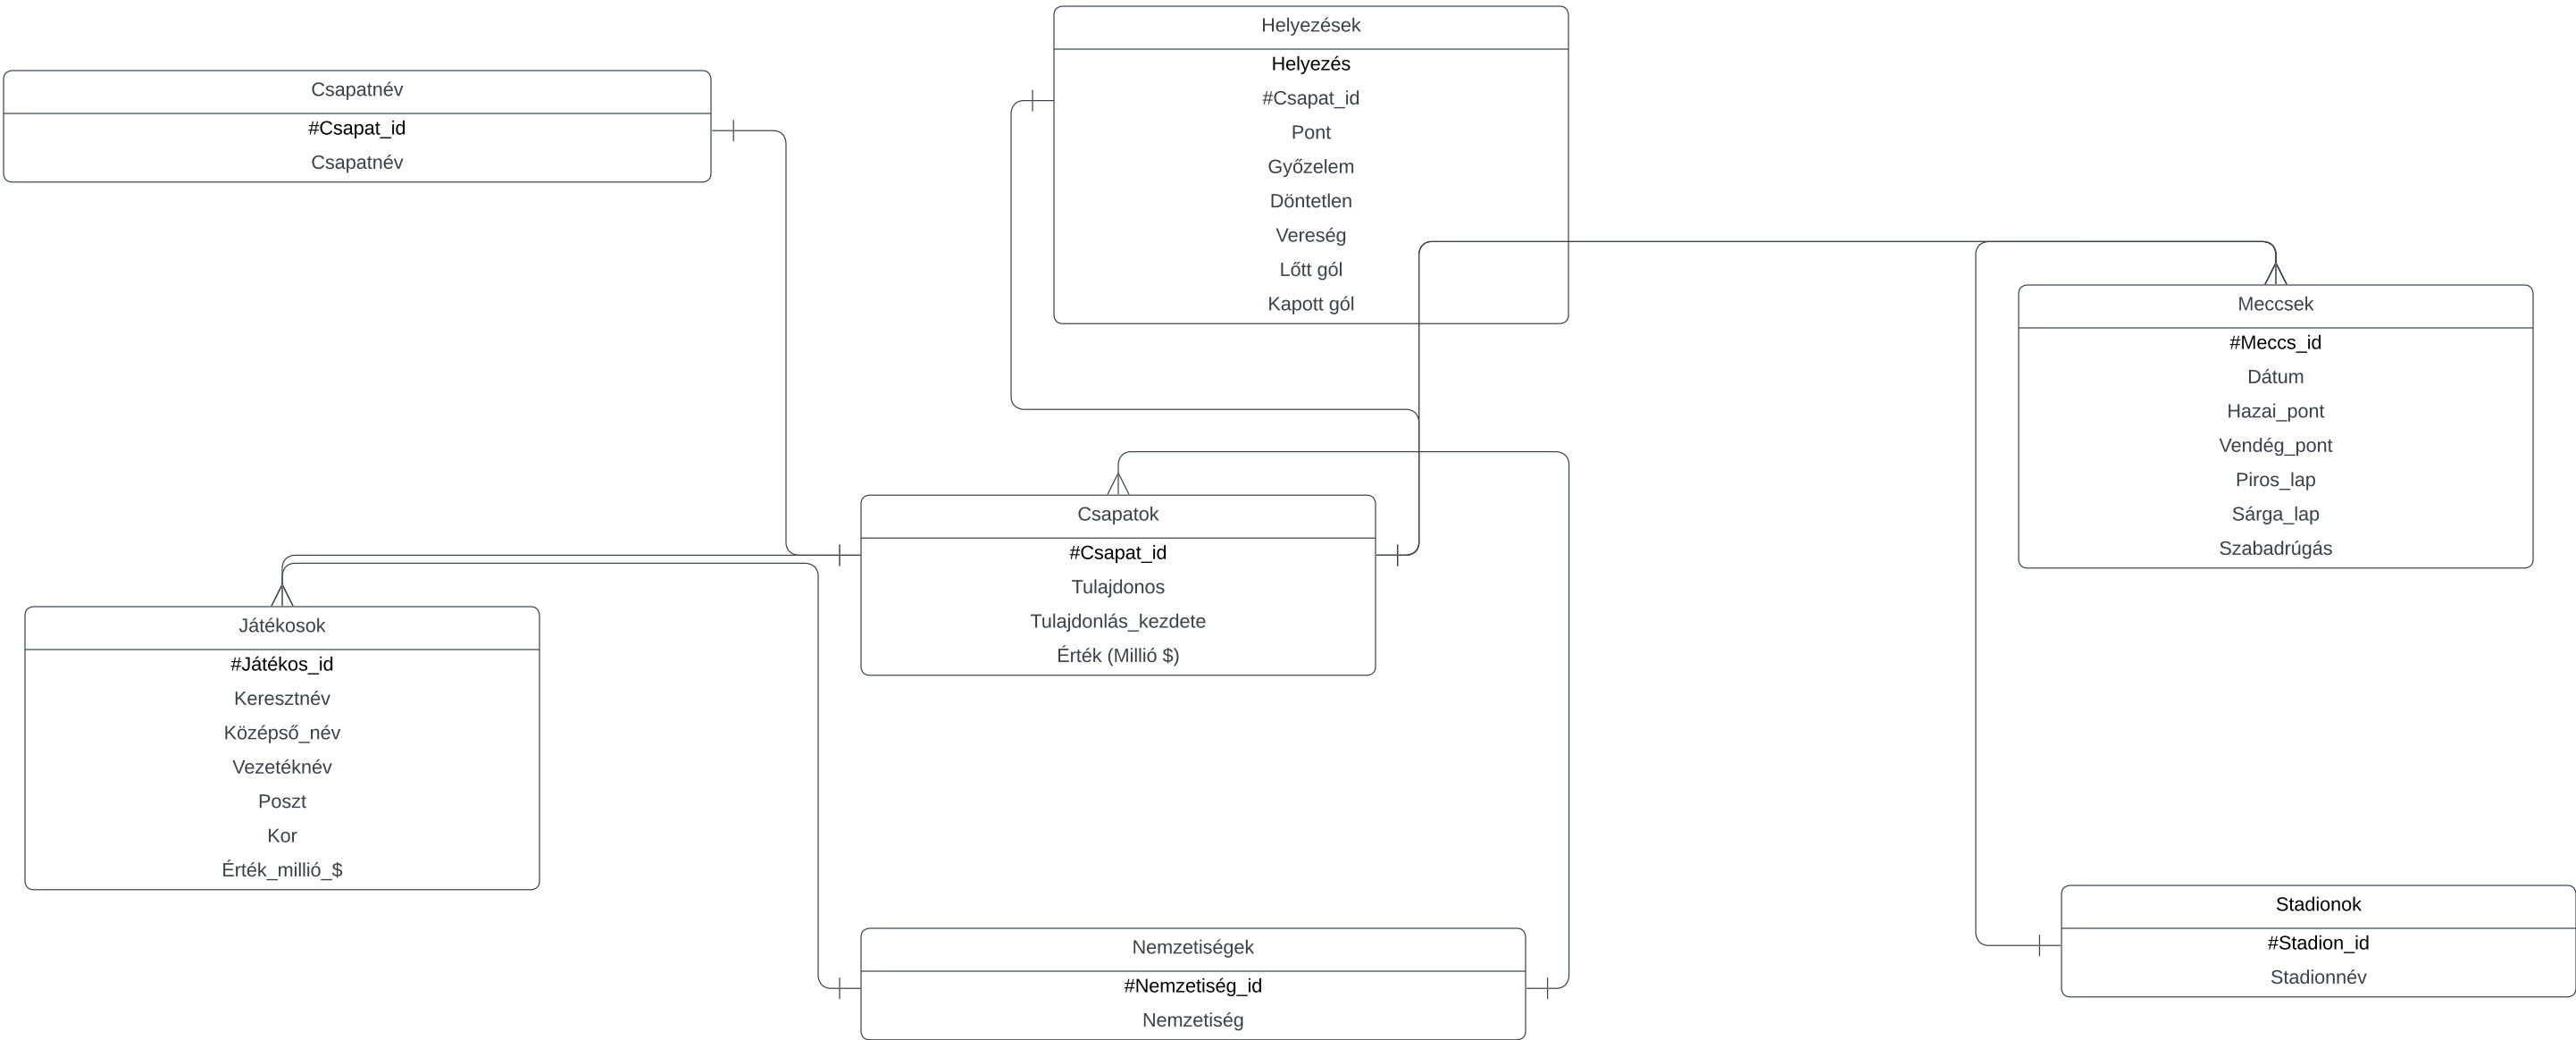 Helyezések
Helyezés
#Csapat_id
Pont
Győzelem
Döntetlen
Vereség
Lőtt gól
Kapott gól
Csapatnév
#Csapat_id
Csapatnév
Meccsek
#Meccs_id
Dátum
Hazai_pont
Vendég_pont
Piros_lap
Sárga_lap
Szabadrúgás
Csapatok
#Csapat_id
Tulajdonos
Tulajdonlás_kezdete
Érték (Millió $)
Játékosok
#Játékos_id
Keresztnév
Középső_név
Vezetéknév
Poszt
Kor
Érték_millió_$
Nemzetiségek
#Nemzetiség_id
Nemzetiség
Stadionok
#Stadion_id
Stadionnév